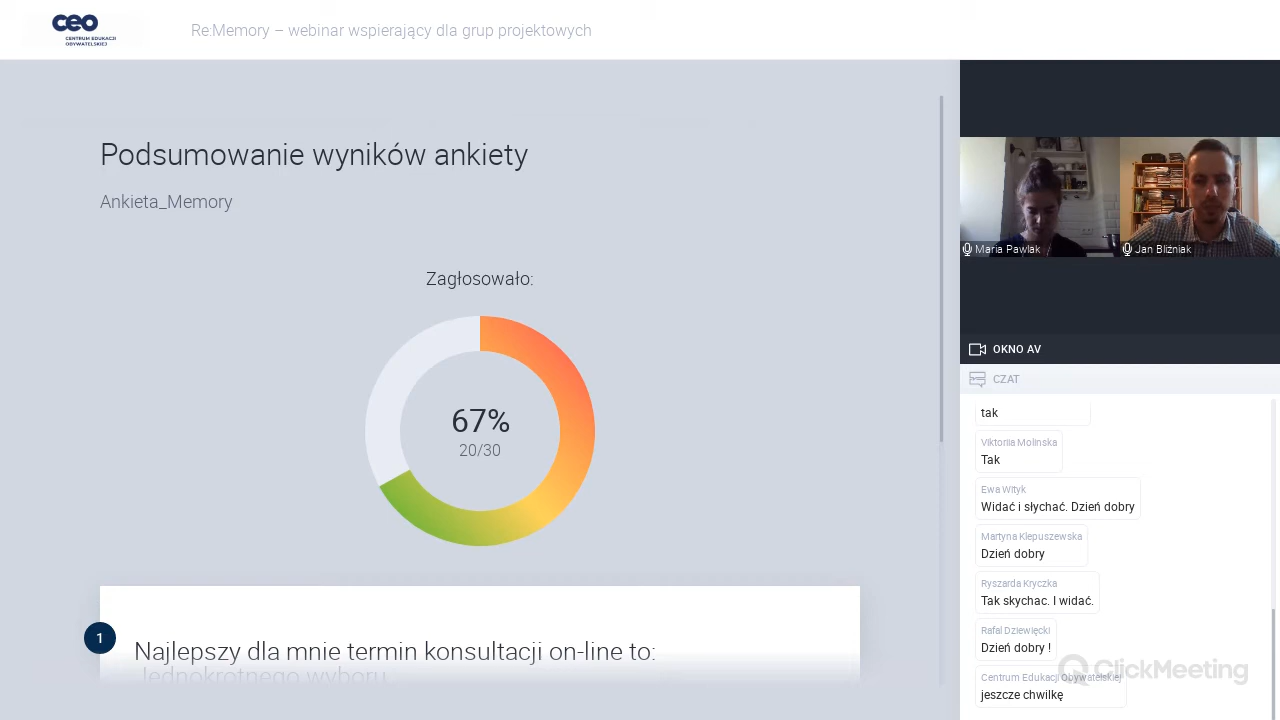 ceo
CENTRUM EDUKACJI
OBYWATELSKIEJ
Re:Memory – webinar wspierający dla grup projektowych
Podsumowanie wyników ankiety
Ankieta_Memory
Zagłosowało:
67%
20/30
1
Najlepszy dla mnie termin konsultacji on-line to:
Jednokrotnego wyboru
Maria Pawlak
Jan Bliźniak
OKNO AV
CZAT
tak
Viktoriia Molinska
Tak
Ewa Wityk
Widać i słychać. Dzień dobry
Martyna Klepuszewska
Dzień dobry
Ryszarda Kryczka
Tak skychac. I widać.
Rafał Dziewięcki
Dzień dobry !
Centrum Edukacji Obywatelskiej
jeszcze chwilkę
ClickMeeting